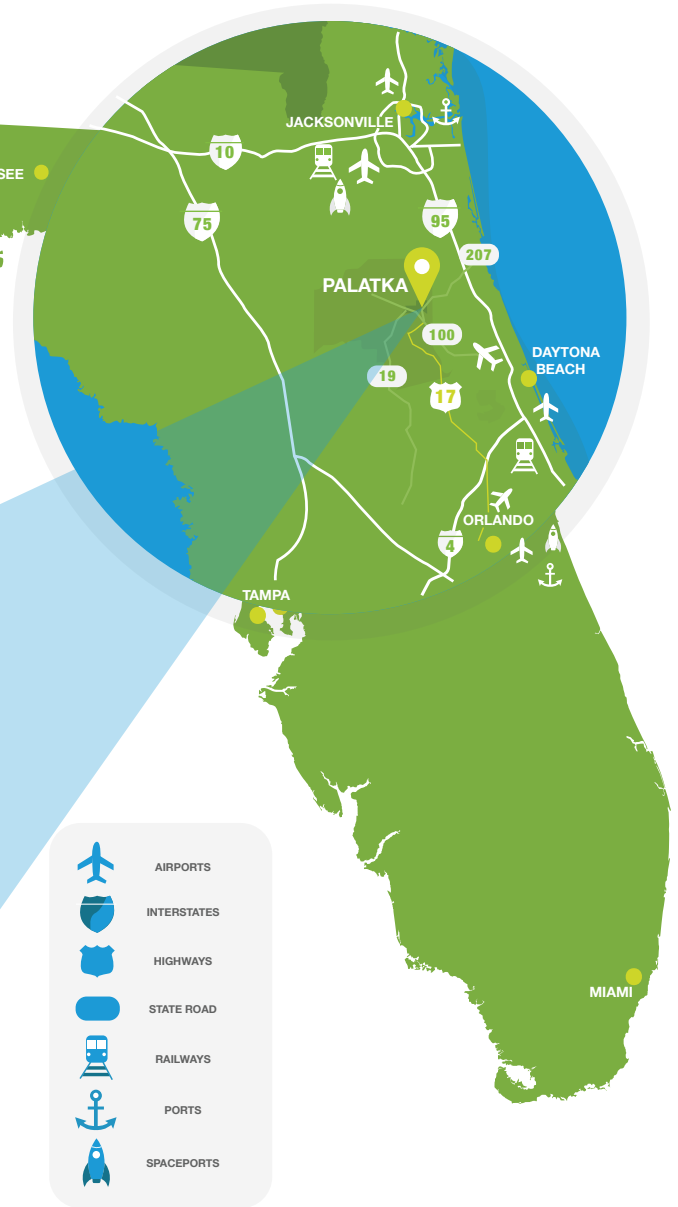 JACKSONVILLE
10
SEE
75
95
207
PALATKA
100
DAYTONA
BEACH
19
17
ORLANDO
4
TAMPA
AIRPORTS
INTERSTATES
HIGHWAYS
STATE ROAD
RAILWAYS
PORTS
SPACEPORTS
MIAMI